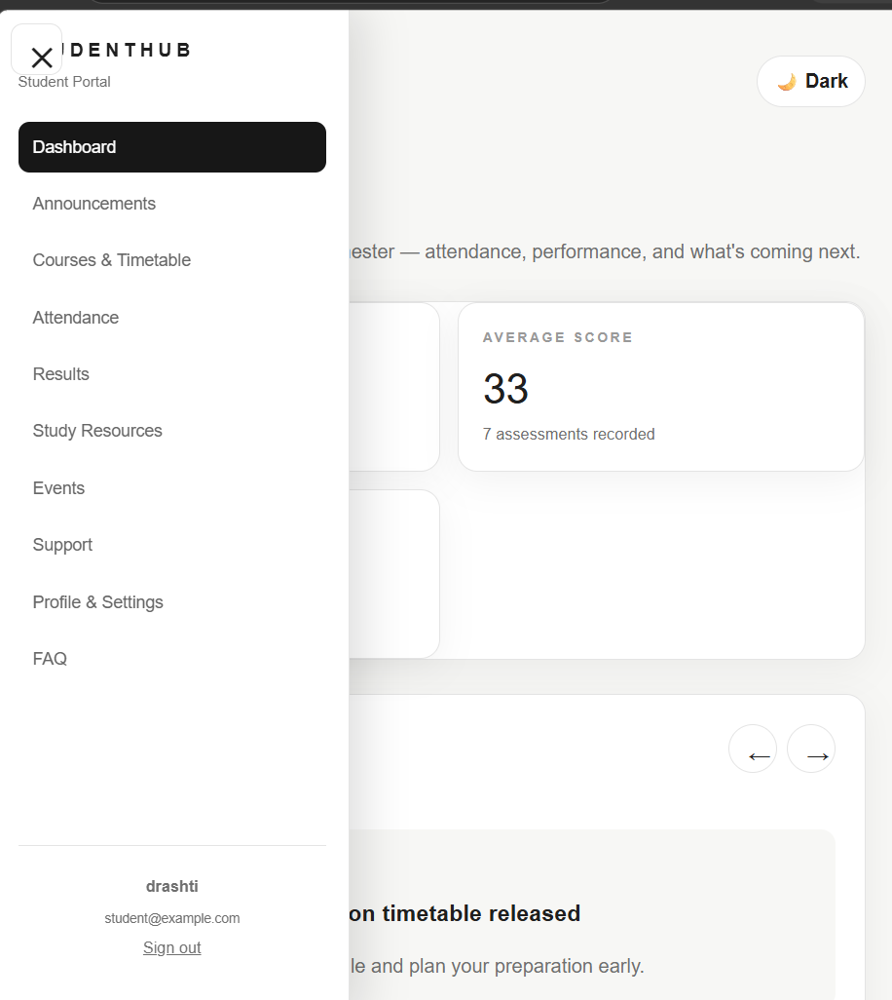 UDENTHUB
Student Portal
🌙 Dark
Dashboard
Announcements
Courses & Timetable
Attendance
Results
Study Resources
Events
Support
Profile & Settings
FAQ
drashti
student@example.com
Sign out
ester — attendance, performance, and what's coming next.
AVERAGE SCORE
33
7 assessments recorded
← →
on timetable released
le and plan your preparation early.